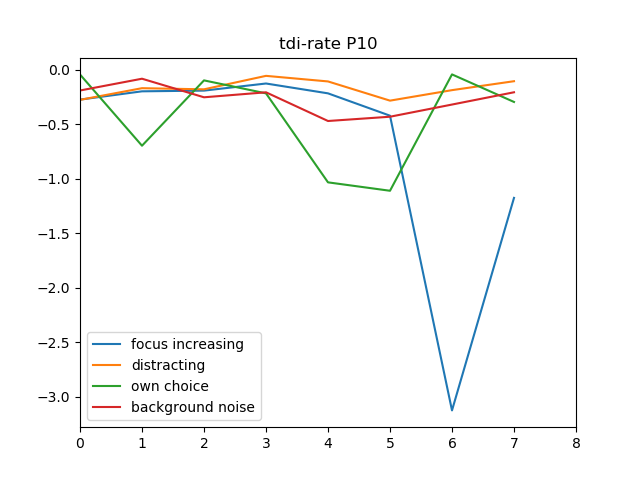 tdi-rate P10
0.0
−0.5
−1.0
−1.5
−2.0
−2.5
−3.0
focus increasing
distracting
own choice
background noise
0 1 2 3 4 5 6 7 8